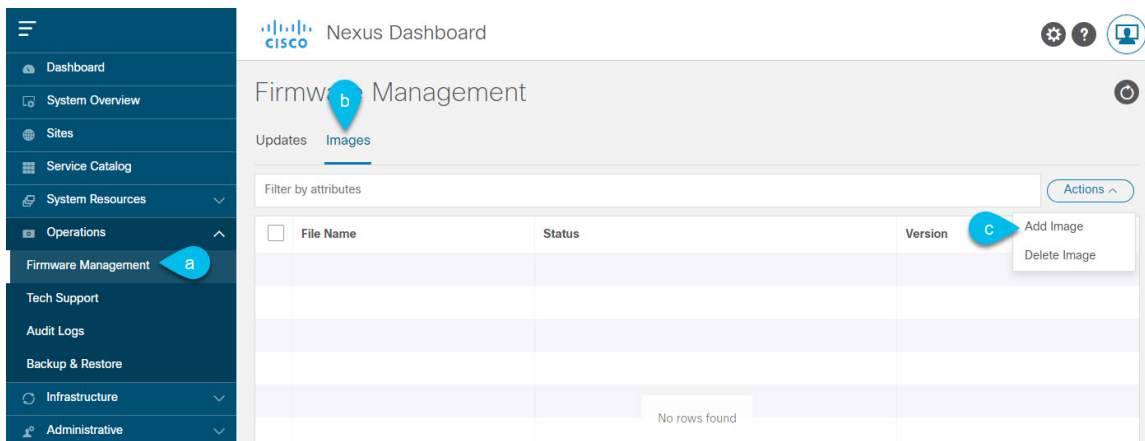 CISCO Nexus Dashboard
?
Dashboard
System Overview
Sites
Service Catalog
System Resources
Operations
Firmware Management
a
Tech Support
Audit Logs
Backup & Restore
Infrastructure
Administrative
Firmware Management
b
Updates Images
Filter by attributes
Actions
File Name Status Version
c
Add Image
Delete Image
No rows found